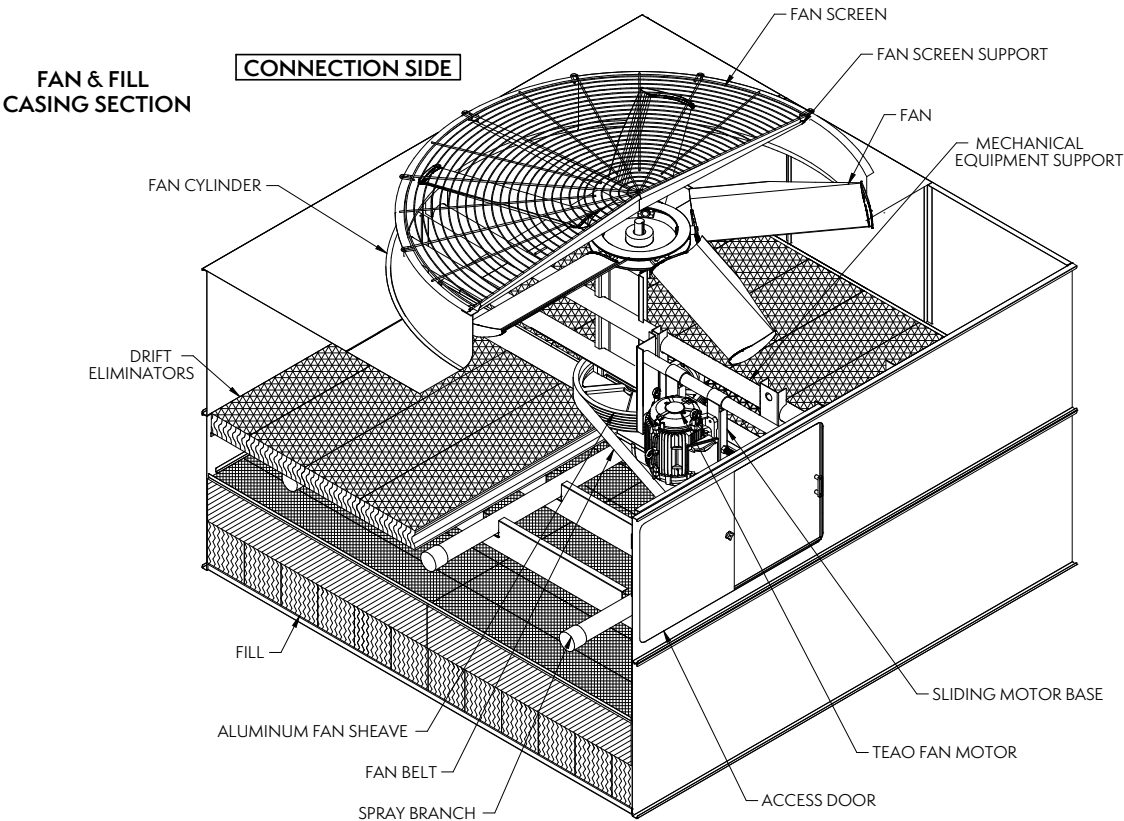 FAN & FILL
CASING SECTION
CONNECTION SIDE
FAN SCREEN
FAN SCREEN SUPPORT
FAN
MECHANICAL
EQUIPMENT SUPPORT
FAN CYLINDER
DRIFT
ELIMINATORS
FILL
ALUMINUM FAN SHEAVE
FAN BELT
SPRAY BRANCH
SLIDING MOTOR BASE
TEAO FAN MOTOR
ACCESS DOOR